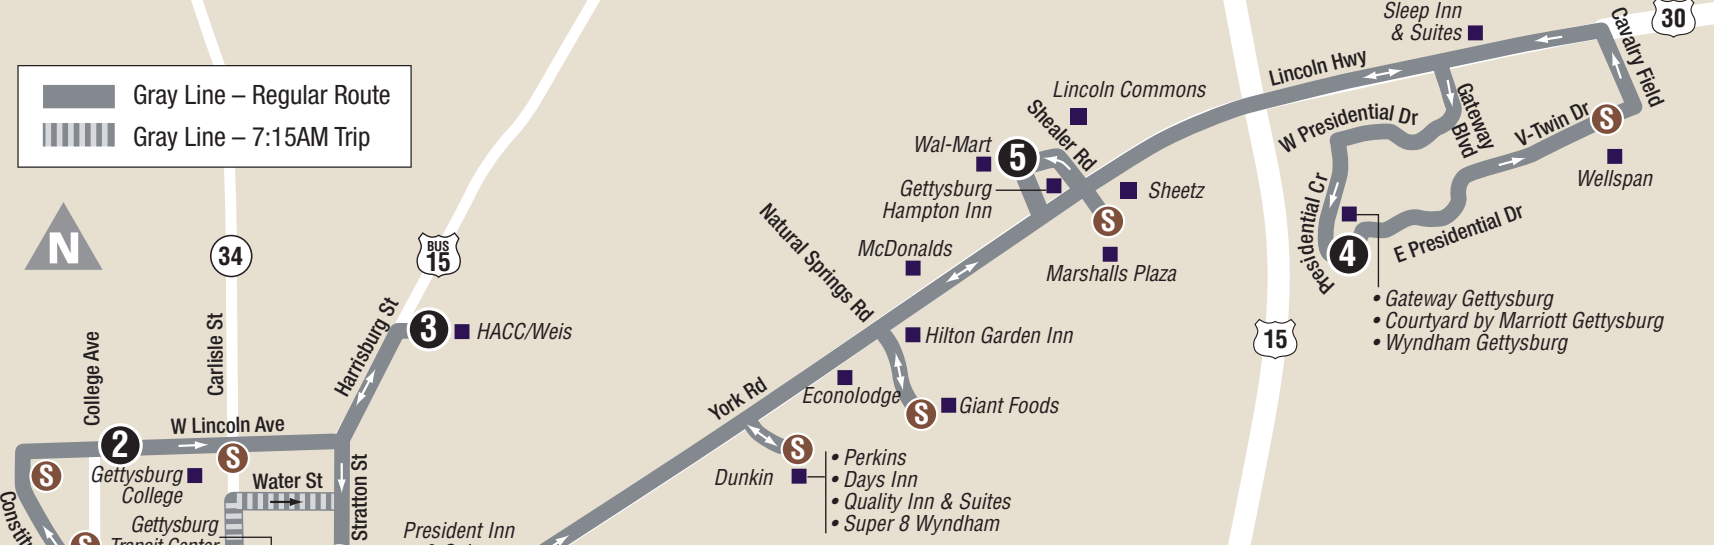 Gray Line – Regular Route
Gray Line – 7:15AM Trip
N
34
BUS
15
Harrisburg St
3
HACC/Weis
College Ave
Carlisle St
W Lincoln Ave
2
S
S
Gettysburg
College
Water St
Stratton St
Gettysburg
Transit Center
S
President Inn
Sleep Inn
& Suites
30
Cavalry Field
Lincoln Hwy
Lincoln Commons
Shealer Rd
Wal-Mart
5
Gettysburg
Hampton Inn
Sheetz
S
Marshalls Plaza
McDonalds
Natural Springs Rd
Hilton Garden Inn
Econolodge
S
Giant Foods
York Rd
S
Dunkin
• Perkins
• Days Inn
• Quality Inn & Suites
• Super 8 Wyndham
W Presidential Dr
Gateway
Blvd
V-Twin Dr
S
Wellspan
Presidential Cr
4
E Presidential Dr
• Gateway Gettysburg
• Courtyard by Marriott Gettysburg
• Wyndham Gettysburg
15